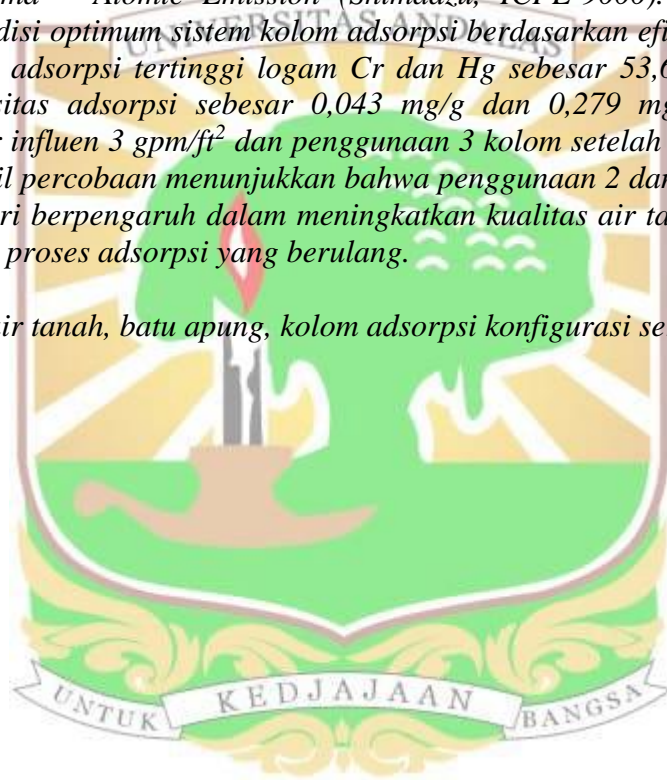 ma – Atomic Emission (Shimadzu, ICPE-9000).
UNIVERSITAS ANDALAS
disi optimum sistem kolom adsorpsi berdasarkan efi
adsorpsi tertinggi logam Cr dan Hg sebesar 53,6
sitas adsorpsi sebesar 0,043 mg/g dan 0,279 mg
r influen 3 gpm/ft² dan penggunaan 3 kolom setelah
il percobaan menunjukkan bahwa penggunaan 2 dan
ri berpengaruh dalam meningkatkan kualitas air ta
proses adsorpsi yang berulang.
ir tanah, batu apung, kolom adsorpsi konfigurasi se
UNTUK KEDJAJAAN BANGSA